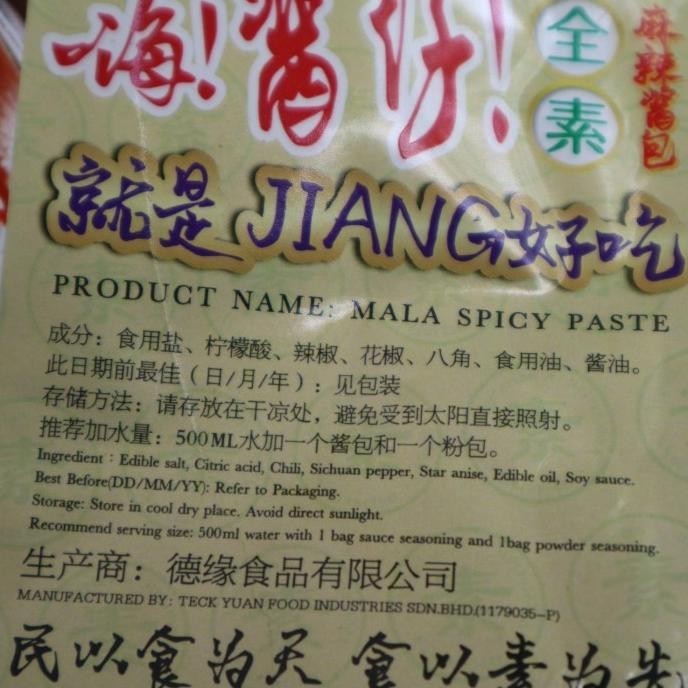 嗨!酱仔!
全素
麻辣酱包
就是JIANG好吃
PRODUCT NAME: MALA SPICY PASTE
成分：食用盐、柠檬酸、辣椒、花椒、八角、食用油、酱油。
此日期前最佳（日/月/年）：见包装
存储方法：请存放在干凉处，避免受到太阳直接照射。
推荐加水量：500ML水加一个酱包和一个粉包。
Ingredient : Edible salt, Citric acid, Chili, Sichuan pepper, Star anise, Edible oil, Soy sauce.
Best Before(DD/MM/YY): Refer to Packaging.
Storage: Store in cool dry place. Avoid direct sunlight.
Recommend serving size: 500ml water with 1 bag sauce seasoning and 1bag powder seasoning.
生产商：德缘食品有限公司
MANUFACTURED BY: TECK YUAN FOOD INDUSTRIES SDN.BHD.(1179035-P)
民以食为天 食以素为先